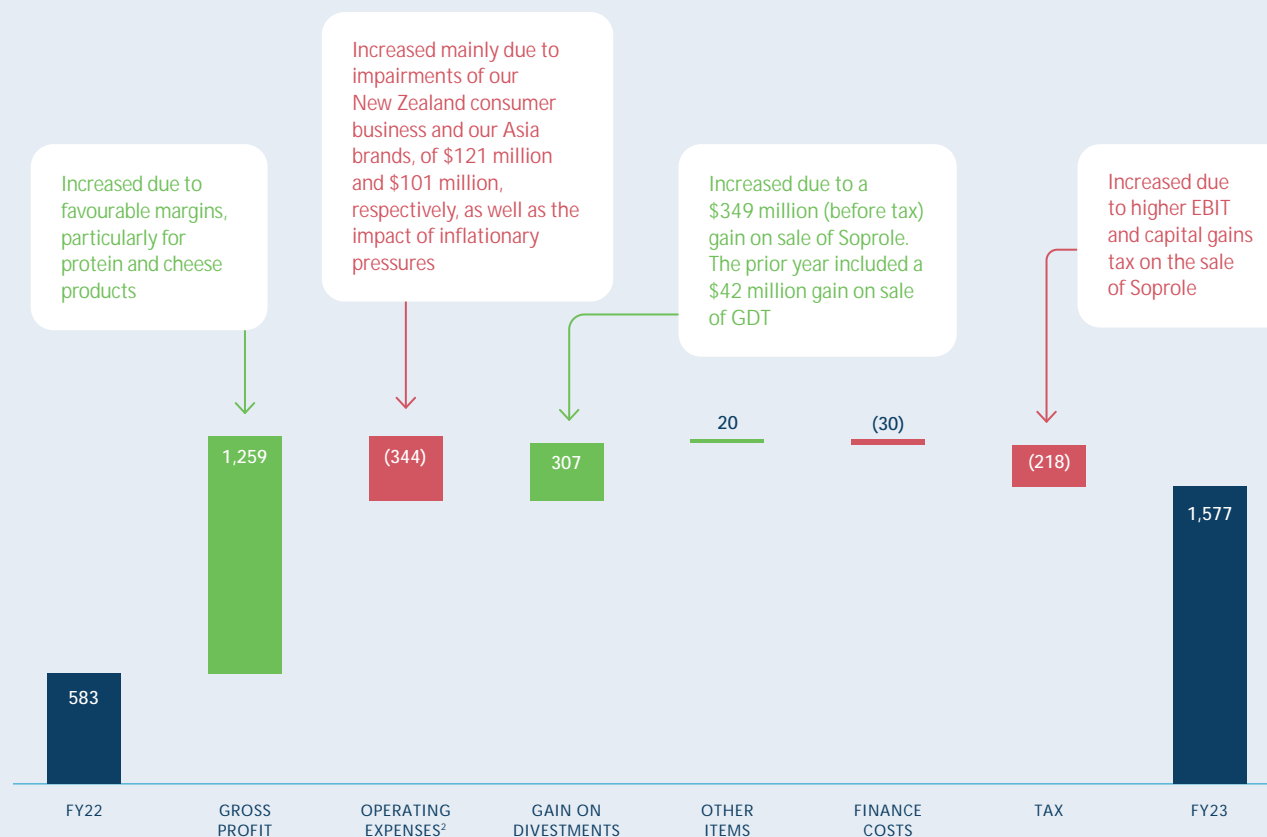 Increased due to
favourable margins,
particularly for
protein and cheese
products
Increased mainly due to
impairments of our
New Zealand consumer
business and our Asia
brands, of $121 million
and $101 million,
respectively, as well as the
impact of inflationary
pressures
Increased due to a
$349 million (before tax)
gain on sale of Soprole.
The prior year included a
$42 million gain on sale
of GDT
Increased due
to higher EBIT
and capital gains
tax on the sale
of Soprole
583
1,259
(344)
307
20
(30)
(218)
1,577
FY22
GROSS
PROFIT
OPERATING
EXPENSES²
GAIN ON
DIVESTMENTS
OTHER
ITEMS
FINANCE
COSTS
TAX
FY23